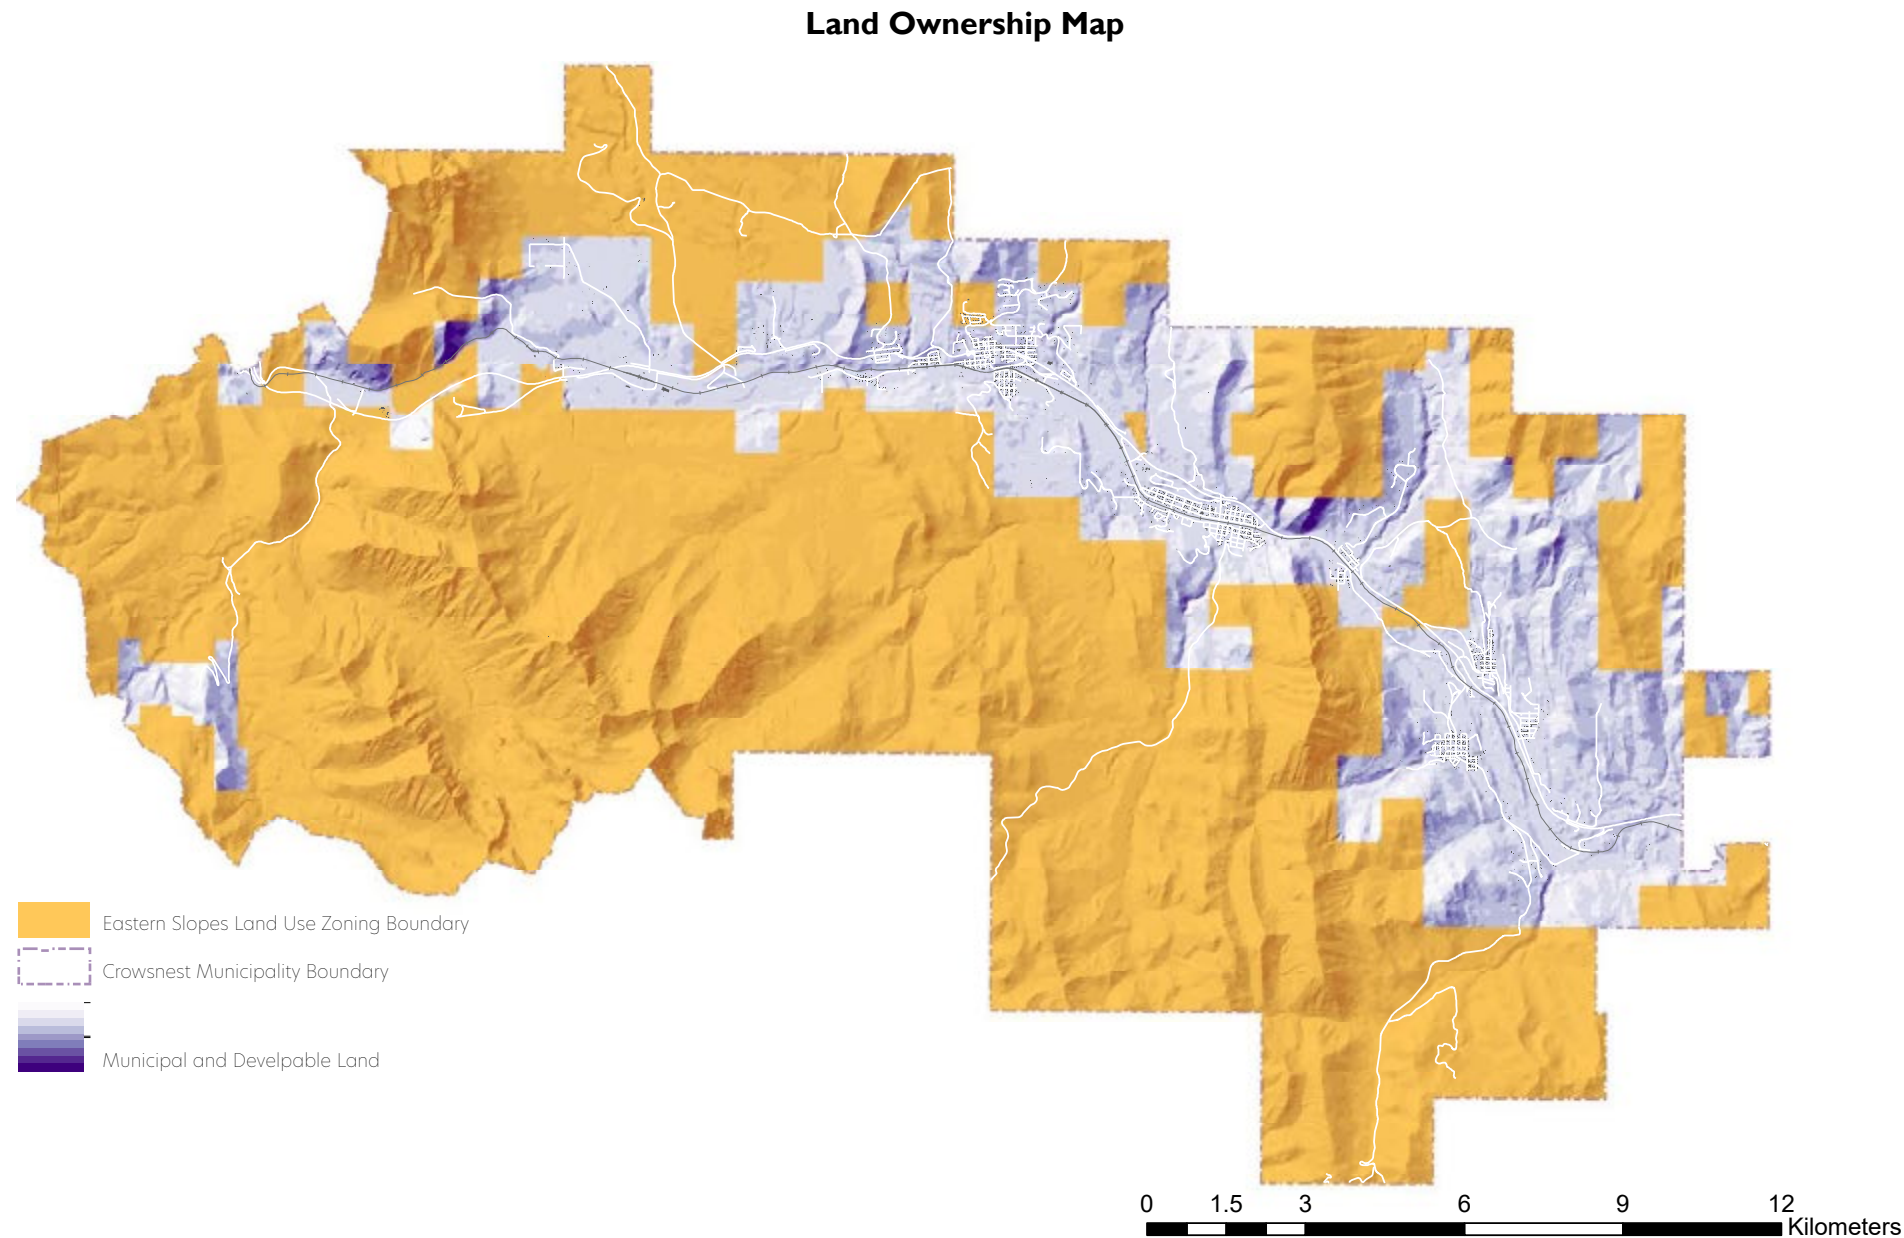 Land Ownership Map
Eastern Slopes Land Use Zoning Boundary
Crowsnest Municipality Boundary
Municipal and Develpable Land
0 1.5 3 6 9 12
Kilometers